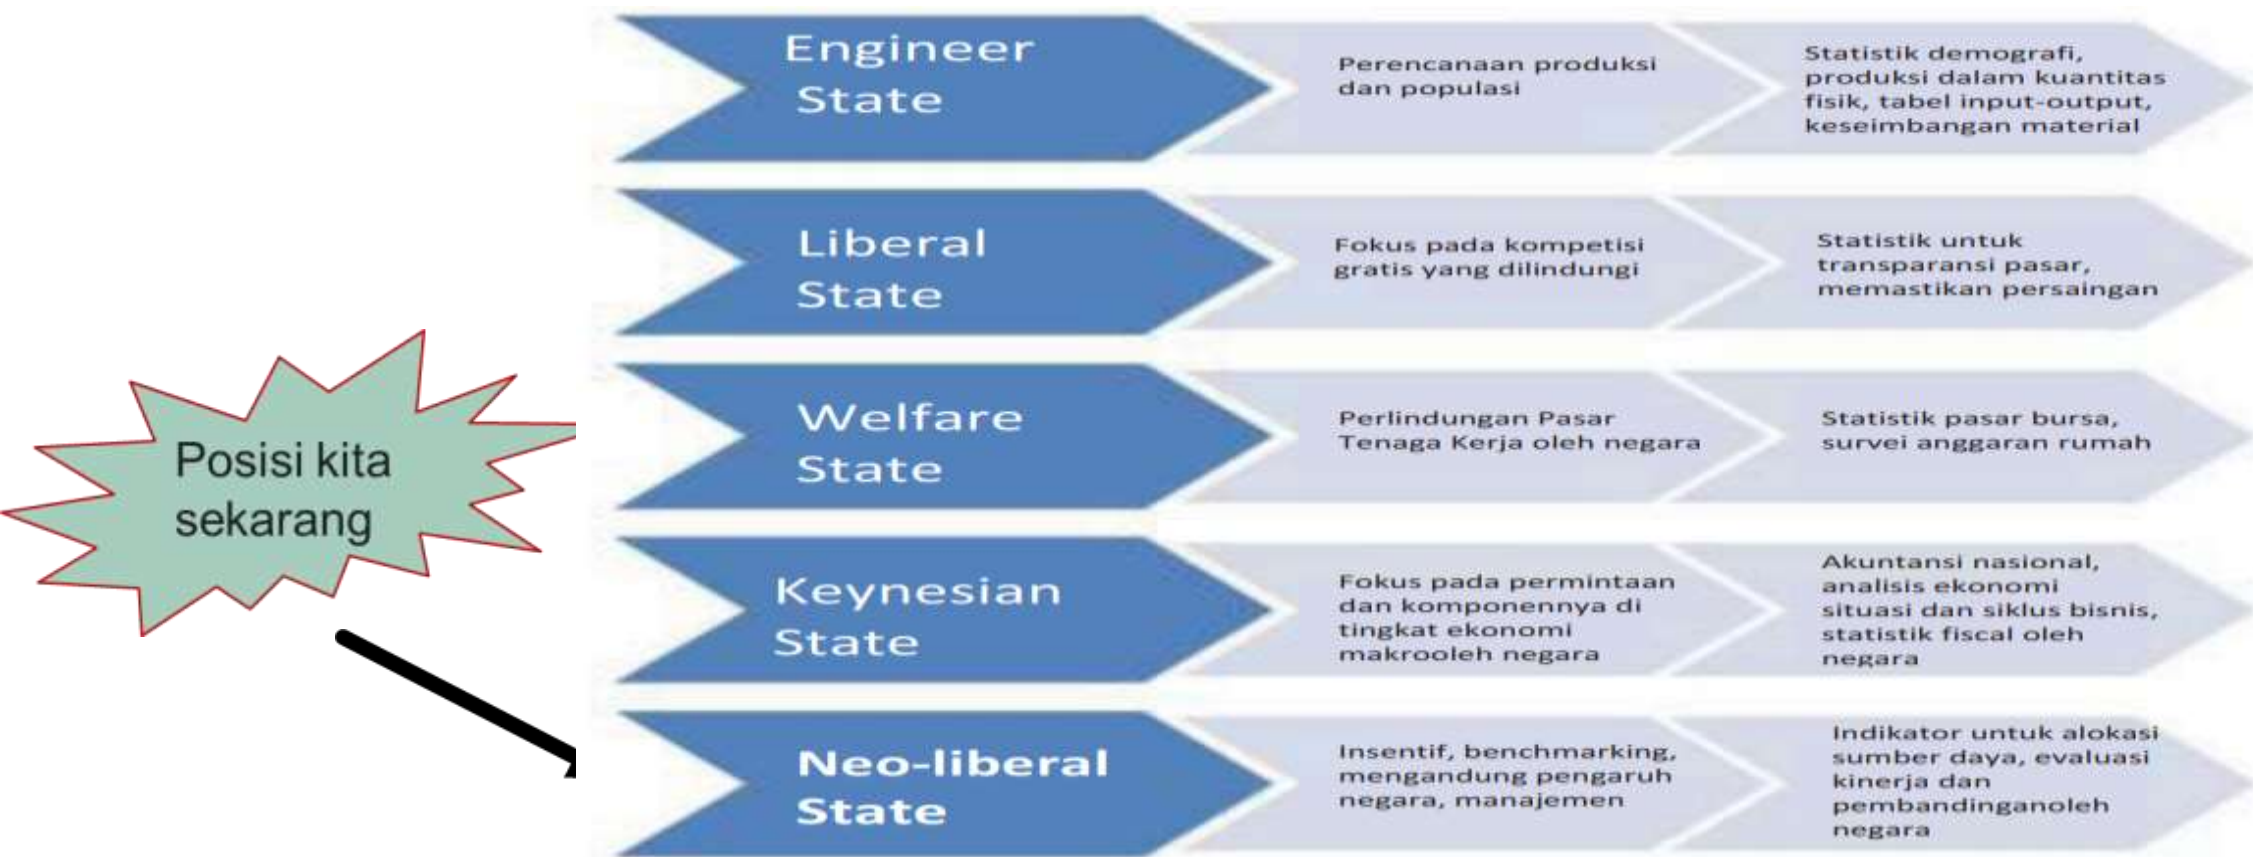 Engineer
State
Perencanaan produksi
dan populasi
Statistik demografi,
produksi dalam kuantitas
fisik, tabel input-output,
keseimbangan material
Liberal
State
Fokus pada kompetisi
gratis yang dilindungi
Statistik untuk
transparansi pasar,
memastikan persaingan
Posisi kita
sekarang
Welfare
State
Perlindungan Pasar
Tenaga Kerja oleh negara
Statistik pasar bursa,
survei anggaran rumah
Keynesian
State
Fokus pada permintaan
dan komponennya di
tingkat ekonomi
makrooleh negara
Akuntansi nasional,
analisis ekonomi
situasi dan siklus bisnis,
statistik fiscal oleh
negara
Neo-liberal
State
Insentif, benchmarking,
mengandung pengaruh
negara, manajemen
Indikator untuk alokasi
sumber daya, evaluasi
kinerja dan
pembandinganoleh
negara